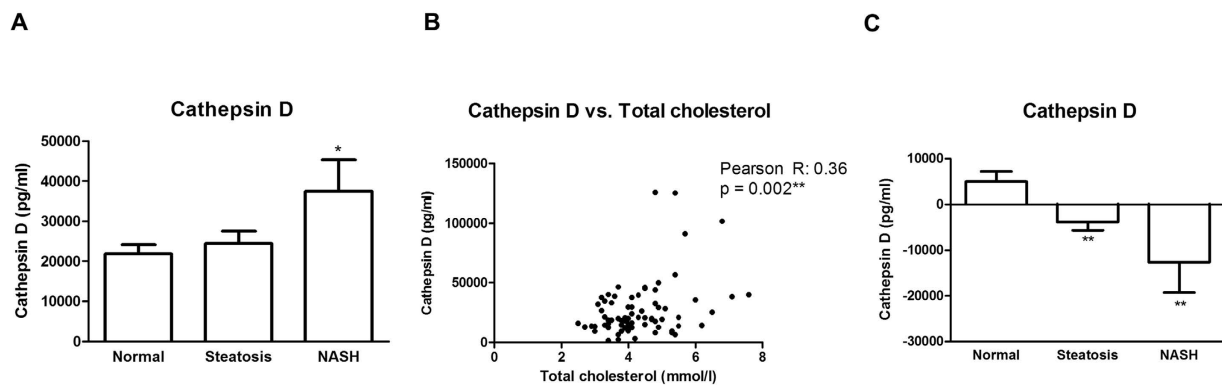 A
Cathepsin D
Cathepsin D (pg/ml)
50000
40000
30000
20000
10000
0
*
Normal Steatosis NASH
B
Cathepsin D vs. Total cholesterol
Pearson R: 0.36
p = 0.002**
Cathepsin D (pg/ml)
150000
100000
50000
0
0 2 4 6 8
Total cholesterol (mmol/l)
C
Cathepsin D
Cathepsin D (pg/ml)
10000
0
-10000
-20000
-30000
**
**
Normal Steatosis NASH